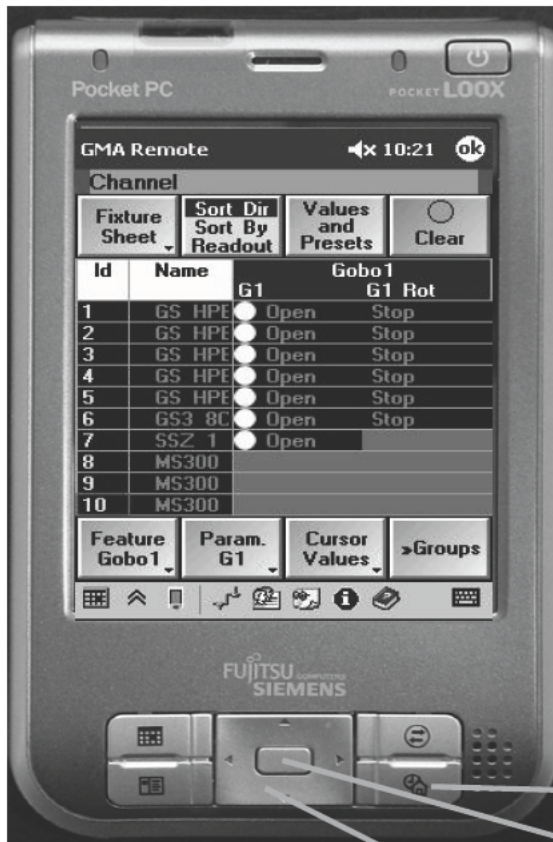 Pocket PC
POCKET LOOX
GMA Remote 10:21 ok
Channel
Fixture Sheet
Sort Dir
Sort By
Readout
Values and Presets
Clear
Id Name Gobo1
G1 G1 Rot
1 GS HPE Open Stop
2 GS HPE Open Stop
3 GS HPE Open Stop
4 GS HPE Open Stop
5 GS HPE Open Stop
6 GS3 8C Open Stop
7 SSZ 1 Open
8 MS300
9 MS300
10 MS300
Feature Gobo1
Param. G1
Cursor Values
»Groups
FUJITSU COMPUTERS
SIEMENS